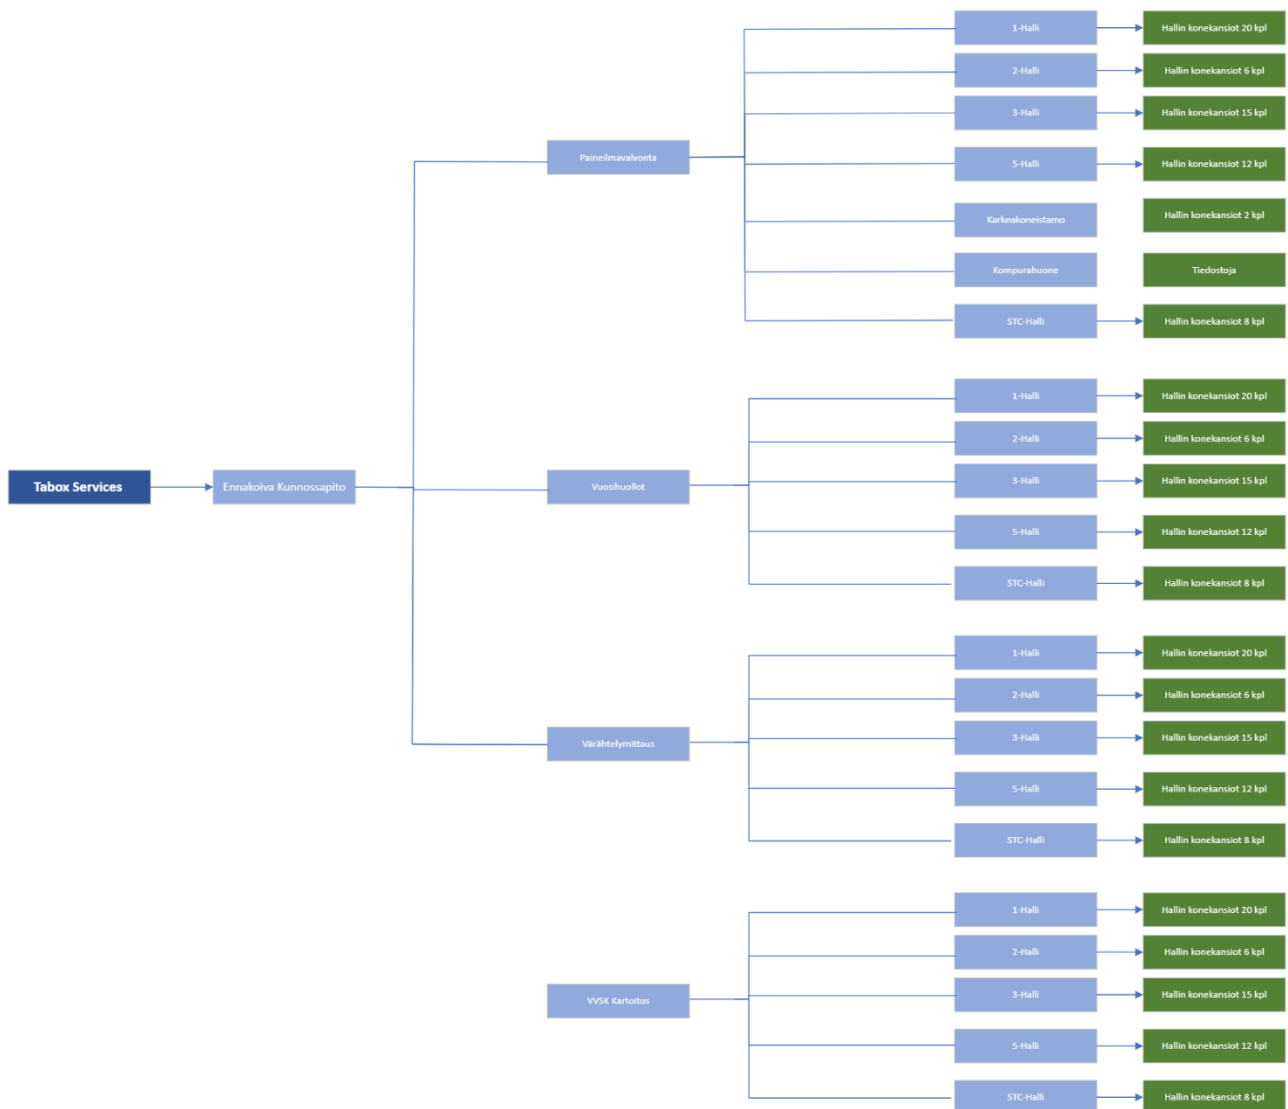 Tabox Services
Ennakoiva Kunnossapito
Paineilmavalvonta
1-Halli
Hallin konekansiot 20 kpl
2-Halli
Hallin konekansiot 6 kpl
3-Halli
Hallin konekansiot 15 kpl
5-Halli
Hallin konekansiot 12 kpl
Karkeakoneistamo
Hallin konekansiot 2 kpl
Kompurahuone
Tiedostoja
STC-Halli
Hallin konekansiot 8 kpl
Vuosihuollot
1-Halli
Hallin konekansiot 20 kpl
2-Halli
Hallin konekansiot 6 kpl
3-Halli
Hallin konekansiot 15 kpl
5-Halli
Hallin konekansiot 12 kpl
STC-Halli
Hallin konekansiot 8 kpl
Värähtelymittaus
1-Halli
Hallin konekansiot 20 kpl
2-Halli
Hallin konekansiot 6 kpl
3-Halli
Hallin konekansiot 15 kpl
5-Halli
Hallin konekansiot 12 kpl
STC-Halli
Hallin konekansiot 8 kpl
VVSK Kartoitus
1-Halli
Hallin konekansiot 20 kpl
2-Halli
Hallin konekansiot 6 kpl
3-Halli
Hallin konekansiot 15 kpl
5-Halli
Hallin konekansiot 12 kpl
STC-Halli
Hallin konekansiot 8 kpl